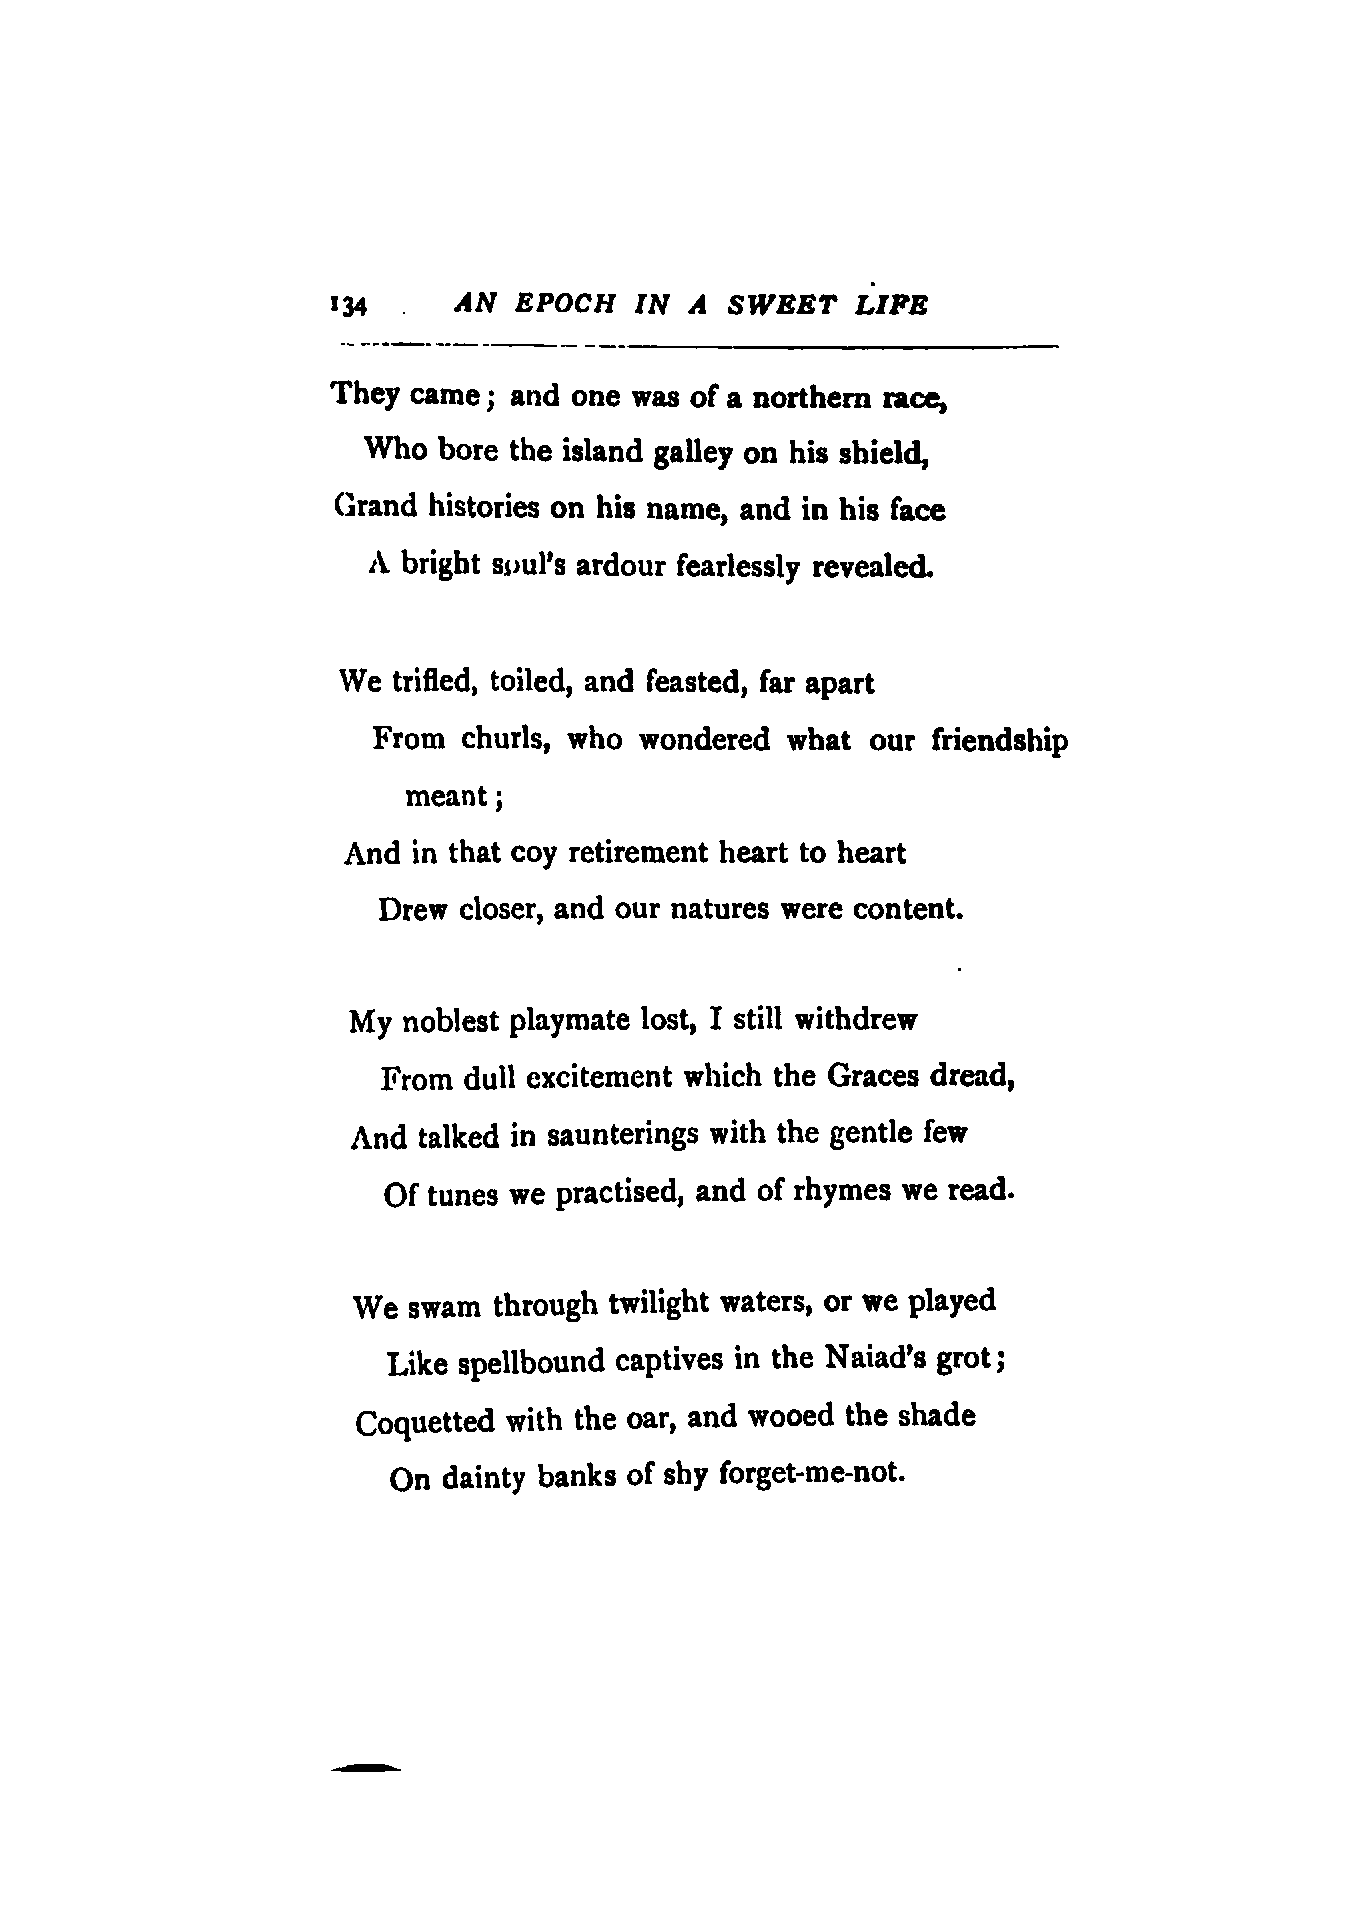 134 AN EPOCH IN A SWEET LIFE
They came; and one was of a northern race,
Who bore the island galley on his shield,
Grand histories on his name, and in his face
A bright soul's ardour fearlessly revealed.
We trifled, toiled, and feasted, far apart
From churls, who wondered what our friendship
meant;
And in that coy retirement heart to heart
Drew closer, and our natures were content.
My noblest playmate lost, I still withdrew
From dull excitement which the Graces dread,
And talked in saunterings with the gentle few
Of tunes we practised, and of rhymes we read.
We swam through twilight waters, or we played
Like spellbound captives in the Naiad's grot;
Coquetted with the oar, and wooed the shade
On dainty banks of shy forget-me-not.